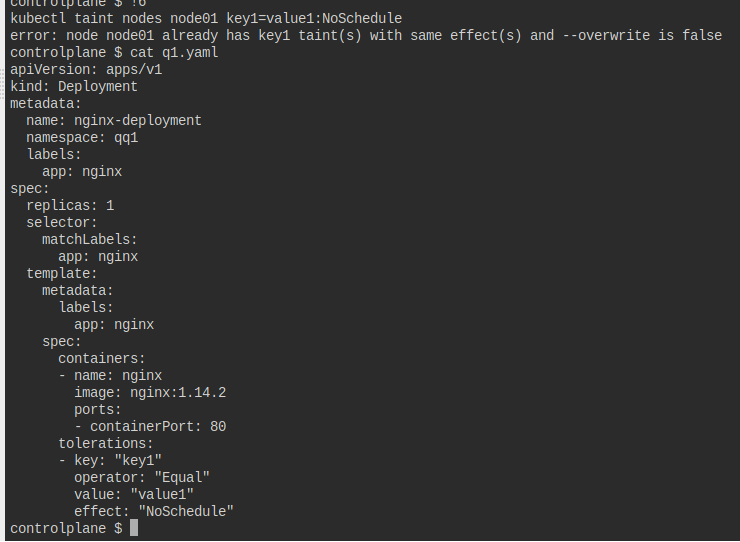 controlplane $ !6
kubectl taint nodes node01 key1=value1:NoSchedule
error: node node01 already has key1 taint(s) with same effect(s) and --overwrite is false
controlplane $ cat q1.yaml
apiVersion: apps/v1
kind: Deployment
metadata:
  name: nginx-deployment
  namespace: qq1
  labels:
    app: nginx
spec:
  replicas: 1
  selector:
    matchLabels:
      app: nginx
  template:
    metadata:
      labels:
        app: nginx
    spec:
      containers:
      - name: nginx
        image: nginx:1.14.2
        ports:
        - containerPort: 80
      tolerations:
      - key: "key1"
        operator: "Equal"
        value: "value1"
        effect: "NoSchedule"
controlplane $